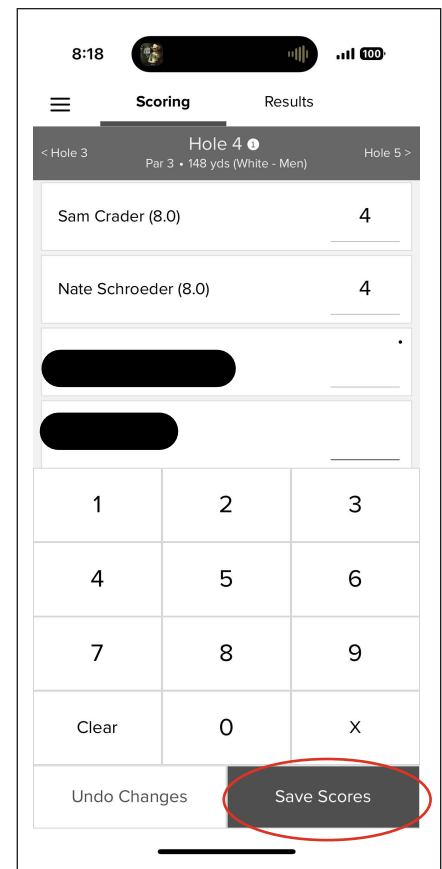 8:18 100
Scoring Results
< Hole 3 Hole 4 1 Hole 5 >
Par 3 • 148 yds (White - Men)
Sam Crader (8.0) 4
Nate Schroeder (8.0) 4
1 2 3
4 5 6
7 8 9
Clear 0 X
Undo Changes Save Scores